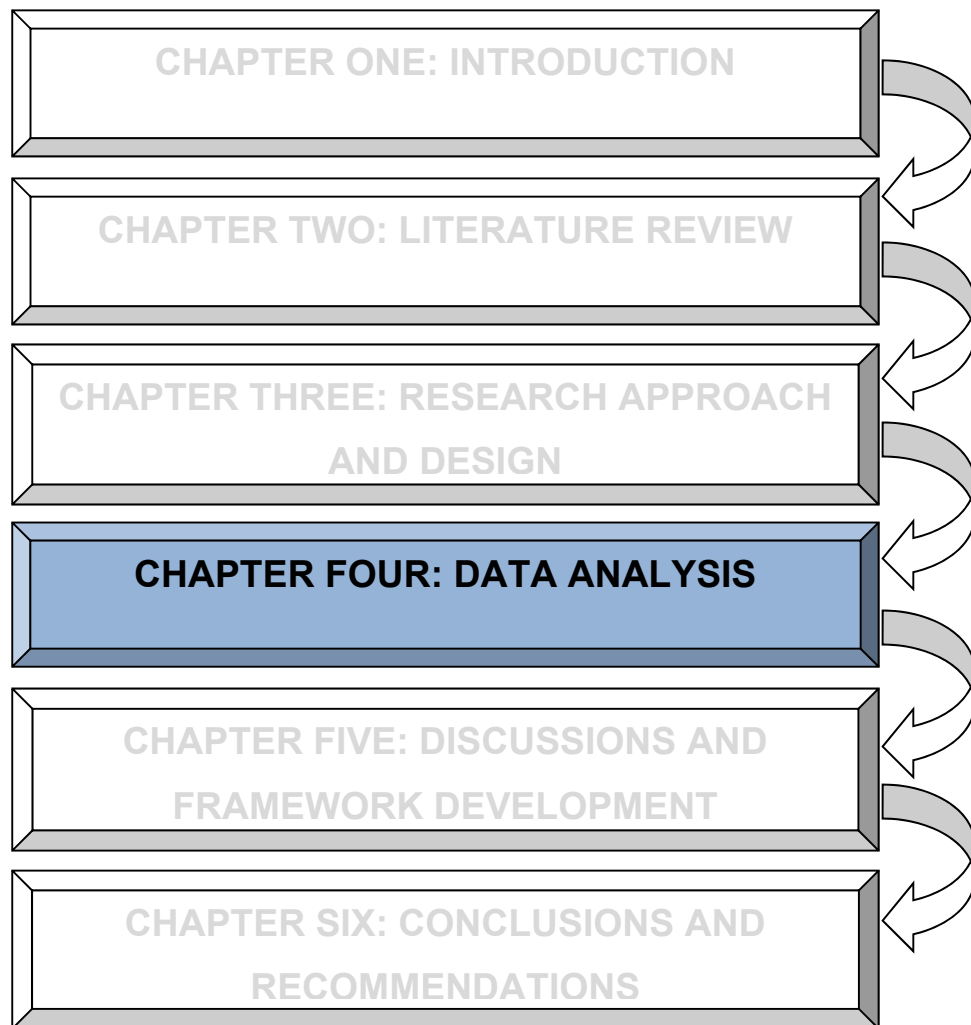 CHAPTER ONE: INTRODUCTION
CHAPTER TWO: LITERATURE REVIEW
CHAPTER THREE: RESEARCH APPROACH
AND DESIGN
CHAPTER FOUR: DATA ANALYSIS
CHAPTER FIVE: DISCUSSIONS AND
FRAMEWORK DEVELOPMENT
CHAPTER SIX: CONCLUSIONS AND
RECOMMENDATIONS